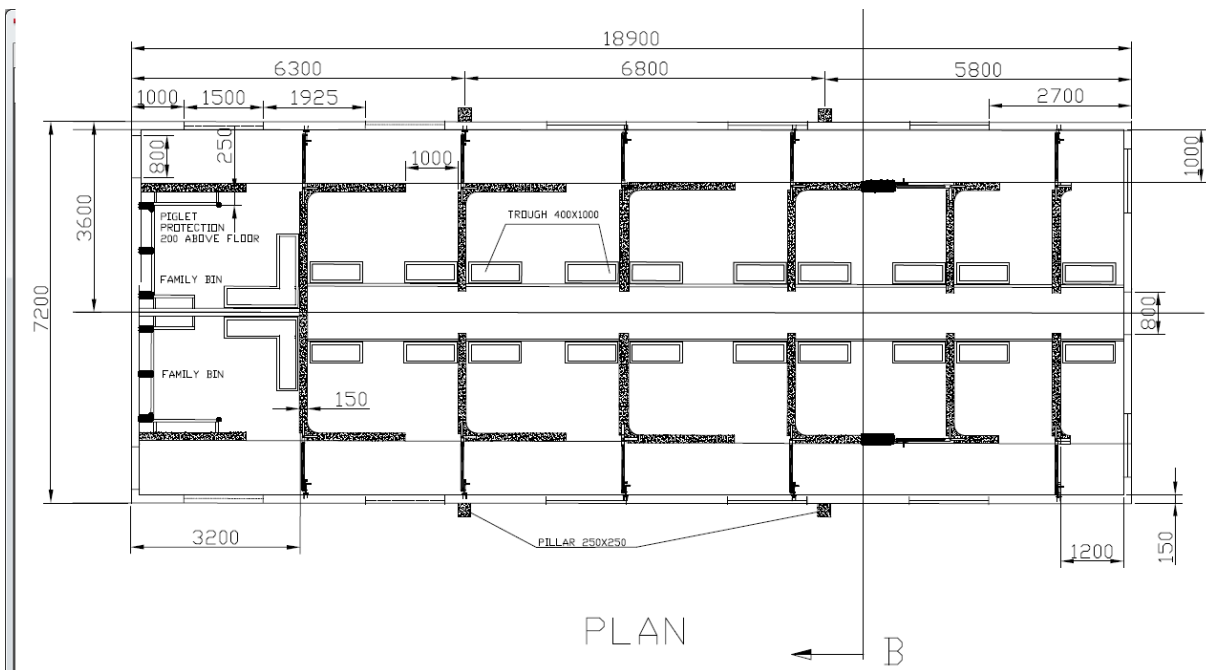 18900
6300
6800
5800
1000
1500
1925
2700
800
250
1000
1000
3600
7200
PIGLET
PROTECTION
200 ABOVE FLOOR
TROUGH 400X1000
FAMILY BIN
800
FAMILY BIN
150
3200
PILLAR 250X250
1200
150
PLAN
B